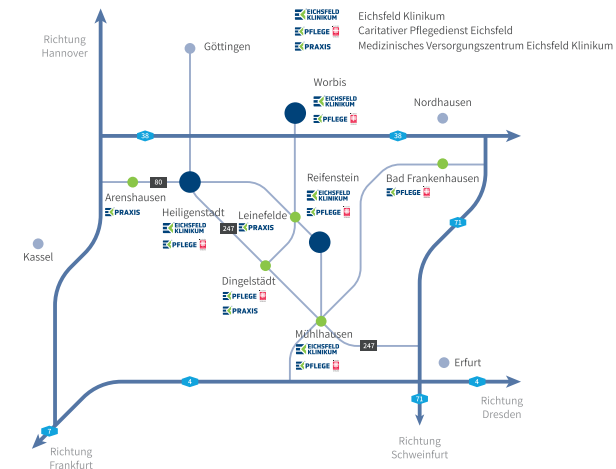 EICHSFELD
KLINIKUM
Eichsfeld Klinikum
PFLEGE
Caritativer Pflegedienst Eichsfeld
PRAXIS
Medizinisches Versorgungszentrum Eichsfeld Klinikum
Richtung
Hannover
Göttingen
Worbis
EICHSFELD
KLINIKUM
PFLEGE
Nordhausen
38
38
80
Arenshausen
PRAXIS
Heiligenstadt
EICHSFELD
KLINIKUM
PFLEGE
247
Leinefelde
PRAXIS
Reifenstein
EICHSFELD
KLINIKUM
PFLEGE
Bad Frankenhausen
PFLEGE
71
Kassel
Dingelstädt
PFLEGE
PRAXIS
Mühlhausen
EICHSFELD
KLINIKUM
PFLEGE
247
Erfurt
4
4
71
7
Richtung
Dresden
Richtung
Schweinfurt
Richtung
Frankfurt